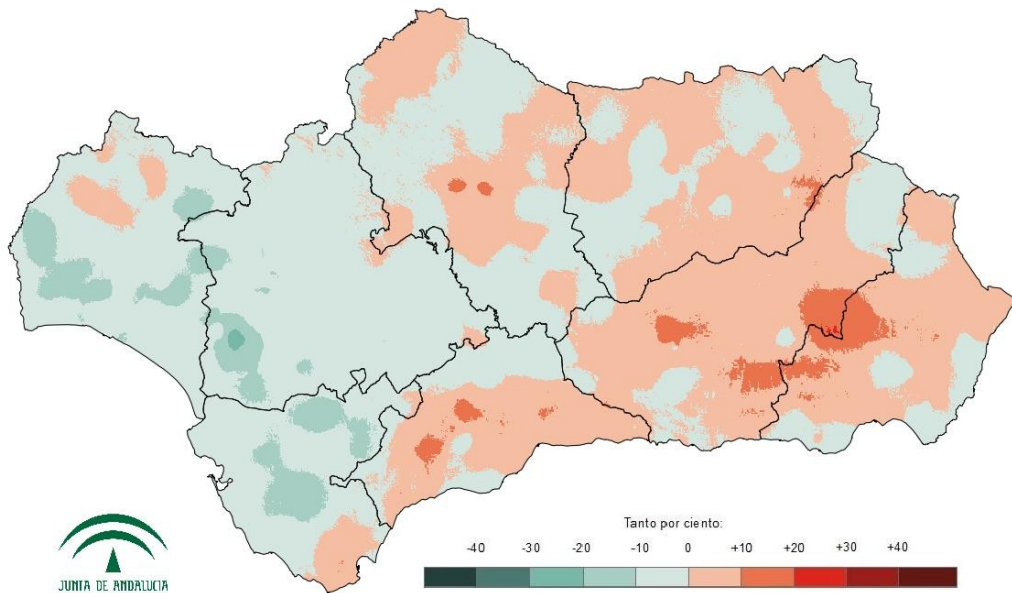 Tanto por ciento:
-40 -30 -20 -10 0 +10 +20 +30 +40
JUNTA DE ANDALUCIA